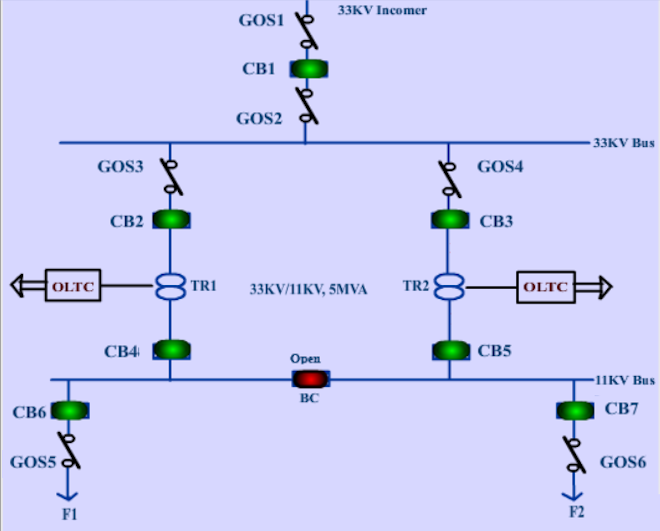 33KV Incomer
GOS1
CB1
GOS2
33KV Bus
GOS3
GOS4
CB2
CB3
OLTC
TR1
33KV/11KV, 5MVA
TR2
OLTC
CB4
CB5
Open
BC
11KV Bus
CB6
CB7
GOS5
GOS6
F1
F2